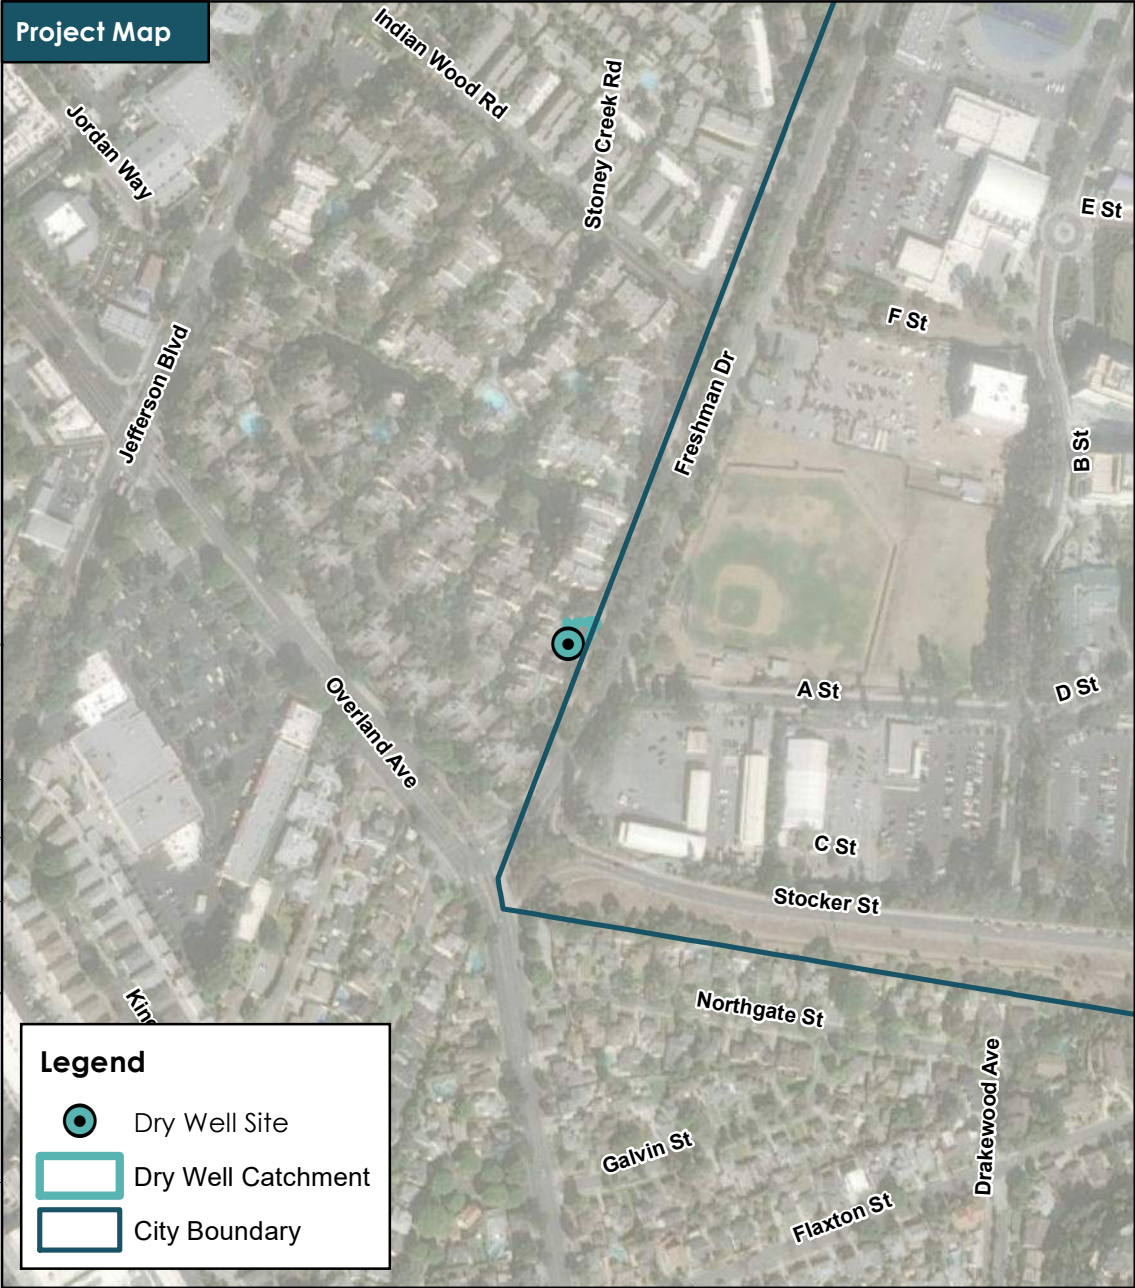 Project Map
Indian Wood Rd
Stoney Creek Rd
Jordan Way
E St
F St
Jefferson Blvd
Freshman Dr
B St
A St
D St
Overland Ave
C St
Stocker St
Northgate St
Drakewood Ave
Galvin St
Flaxton St
Legend
Dry Well Site
Dry Well Catchment
City Boundary